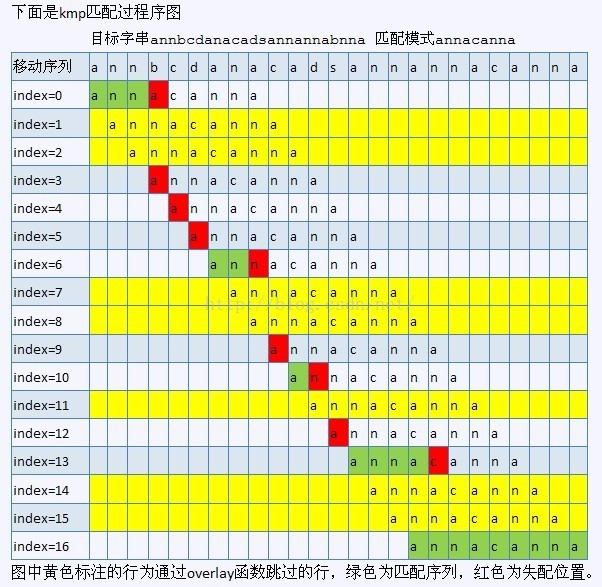 下面是kmp匹配过程序图
目标字串annbcdanacadsannannabnna 匹配模式annacanna
移动序列 a n n b c d a n a c a d s a n n a n n a c a n n a
index=0 a n n a c a n n a
index=1 a n n a c a n n a
index=2 a n n a c a n n a
index=3 a n n a c a n n a
index=4 a n n a c a n n a
index=5 a n n a c a n n a
index=6 a n n a c a n n a
index=7 a n n a c a n n a
index=8 a n n a c a n n a
index=9 a n n a c a n n a
index=10 a n n a c a n n a
index=11 a n n a c a n n a
index=12 a n n a c a n n a
index=13 a n n a c a n n a
index=14 a n n a c a n n a
index=15 a n n a c a n n a
index=16 a n n a c a n n a
http://blog.csdn.net/
图中黄色标注的行为通过overlay函数跳过的行，绿色为匹配序列，红色为失配位置。